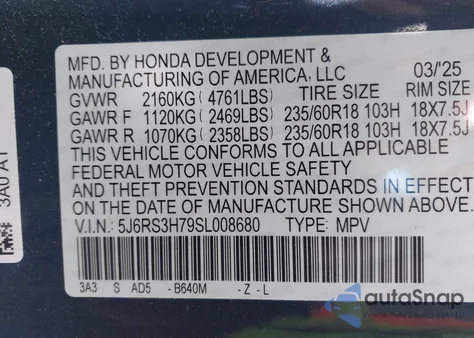 MFD. BY HONDA DEVELOPMENT &
MANUFACTURING OF AMERICA, LLC 03/'25
GVWR 2160KG (4761LBS) TIRE SIZE RIM SIZE
GAWR F 1120KG (2469LBS) 235/60R18 103H 18X7.5J
GAWR R 1070KG (2358LBS) 235/60R18 103H 18X7.5J
THIS VEHICLE CONFORMS TO ALL APPLICABLE
FEDERAL MOTOR VEHICLE SAFETY
AND THEFT PREVENTION STANDARDS IN EFFECT
ON THE DATE OF MANUFACTURE SHOWN ABOVE.
V.I.N.: 5J6RS3H79SL008680 TYPE: MPV
3A3 S AD5 - B640M - Z - L
3A0 A1
autoSnap